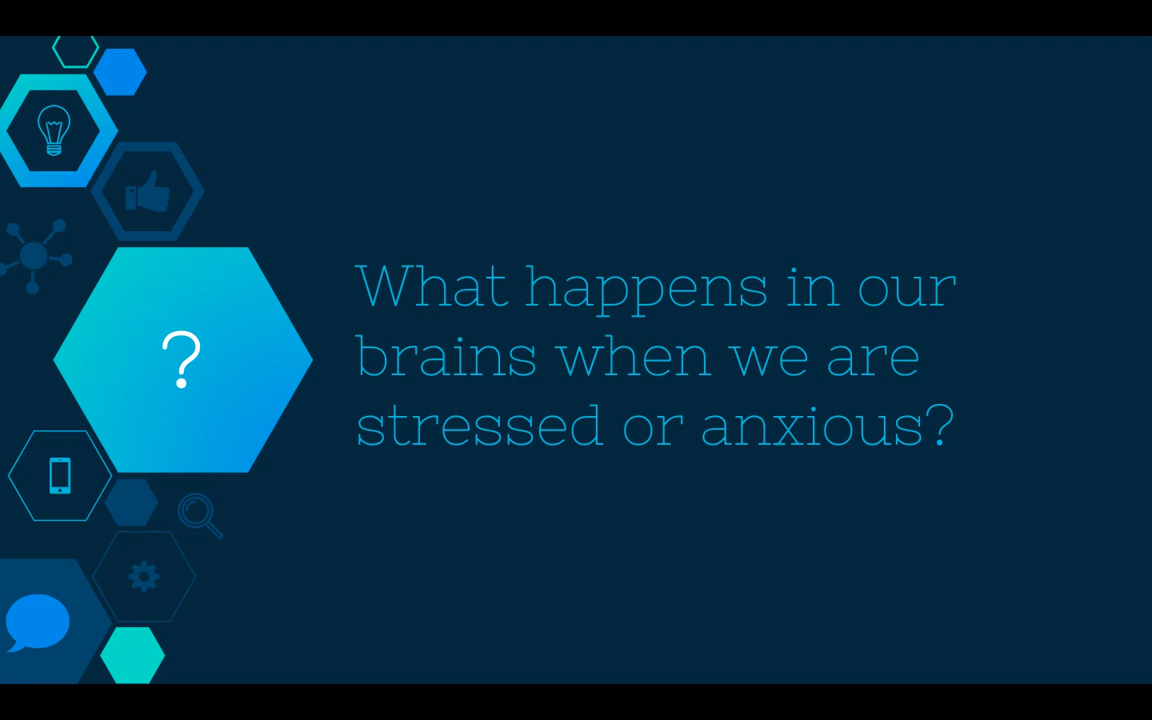 ?
What happens in our
brains when we are
stressed or anxious?